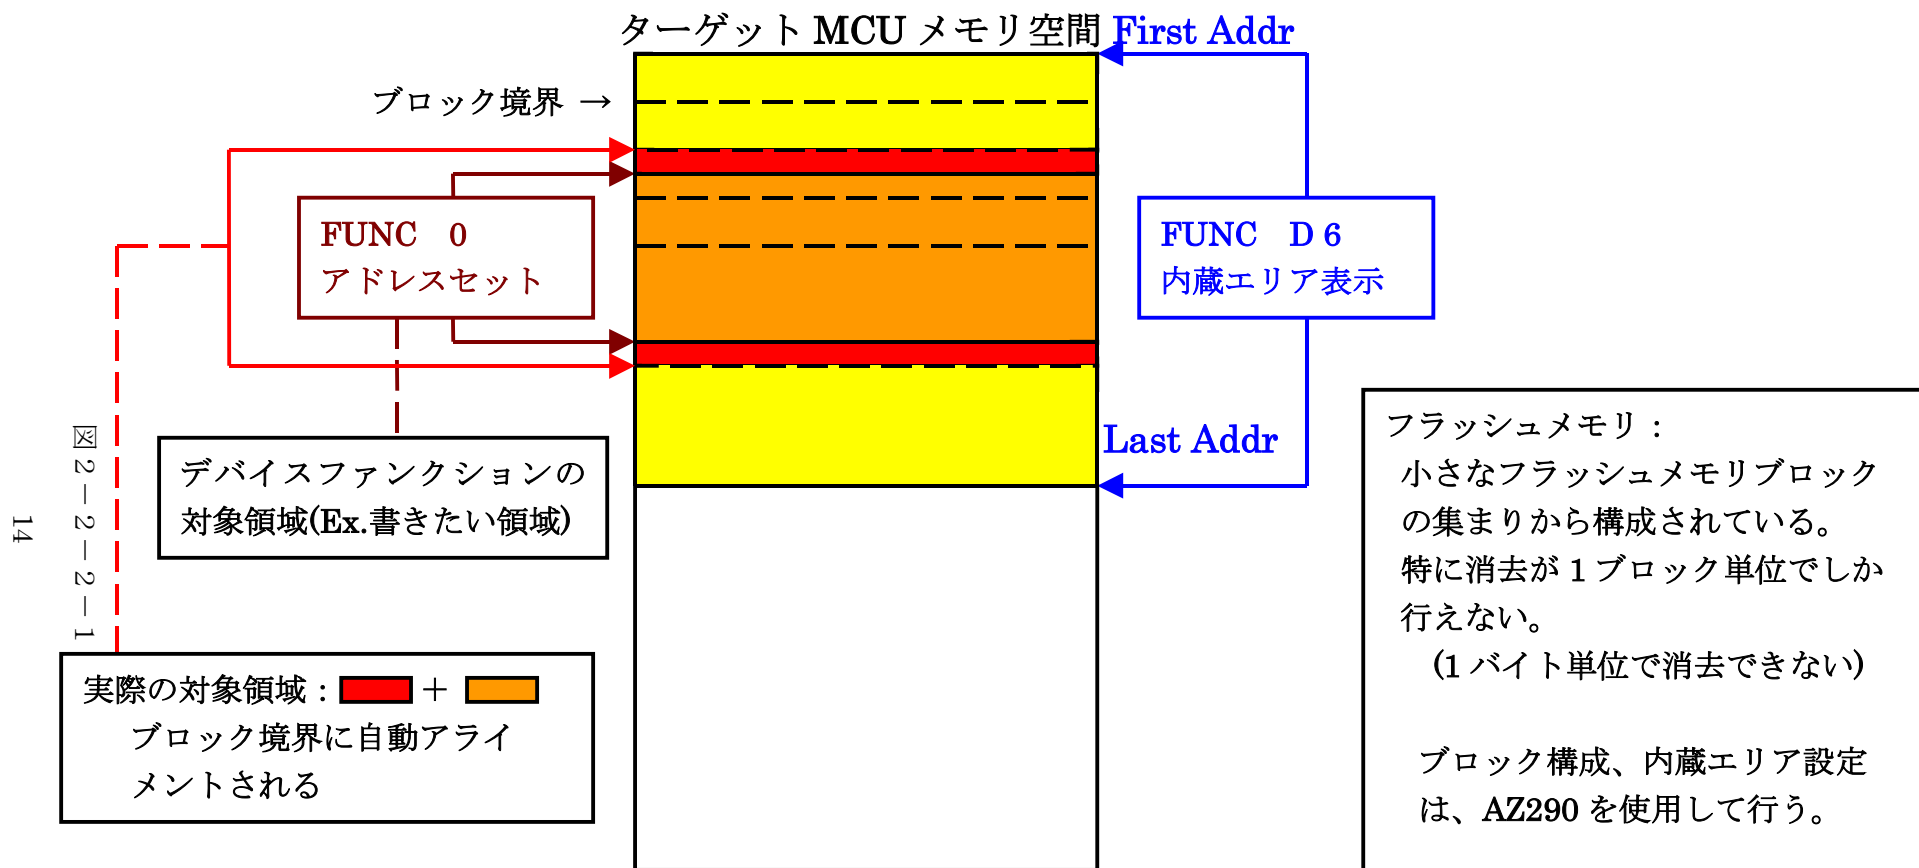 ターゲット MCU メモリ空間 First Addr
ブロック境界 →
FUNC 0
アドレスセット
FUNC D 6
内蔵エリア表示
Last Addr
デバイスファンクションの
対象領域(Ex.書きたい領域)
実際の対象領域：＋
ブロック境界に自動アライ
メントされる
フラッシュメモリ：
小さなフラッシュメモリブロック
の集まりから構成されている。
特に消去が 1 ブロック単位でしか
行えない。
(1 バイト単位で消去できない)
ブロック構成、内蔵エリア設定
は、AZ290 を使用して行う。
図２－２－２－１
14